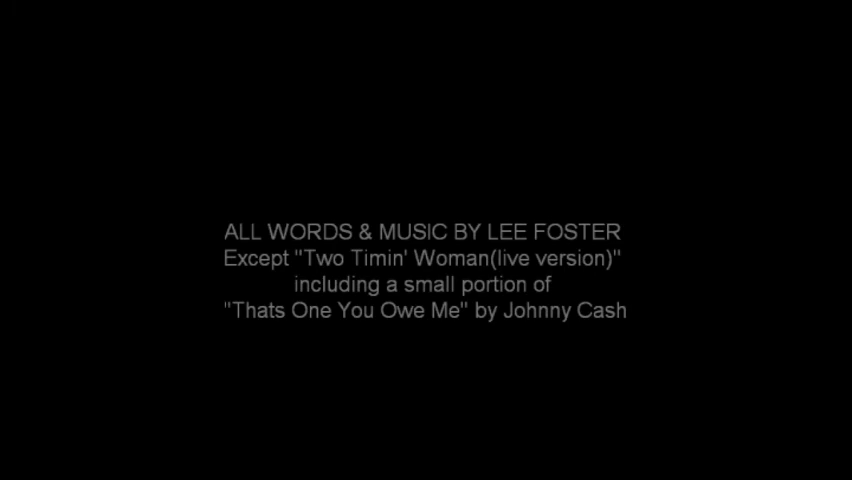 ALL WORDS & MUSIC BY LEE FOSTER
Except "Two Timin' Woman(live version)"
including a small portion of
"Thats One You Owe Me" by Johnny Cash